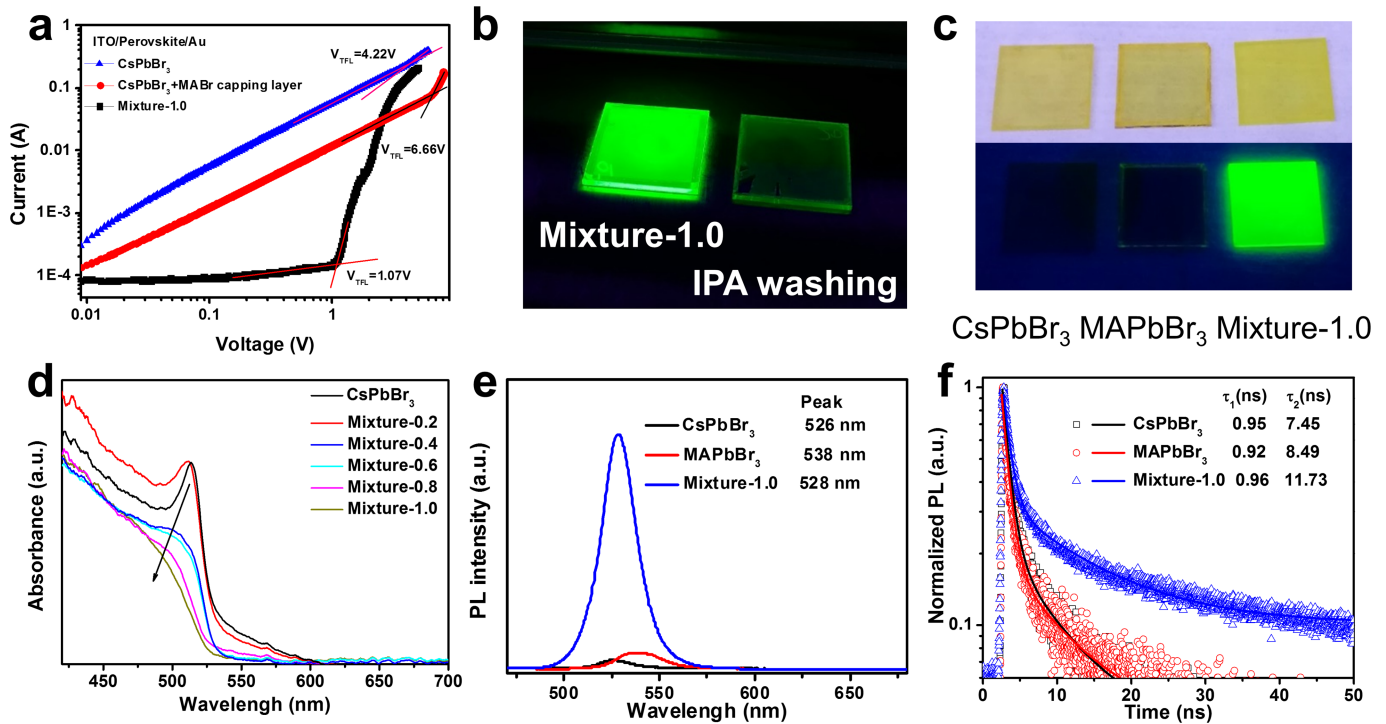 a
ITO/Perovskite/Au
CsPbBr₃
CsPbBr₃+MABr capping layer
Mixture-1.0
V_TFL=4.22V
V_TFL=6.66V
V_TFL=1.07V
1
0.1
0.01
1E-3
1E-4
Current (A)
0.01 0.1 1
Voltage (V)
b
Mixture-1.0
IPA washing
c
CsPbBr₃ MAPbBr₃ Mixture-1.0
d
CsPbBr₃
Mixture-0.2
Mixture-0.4
Mixture-0.6
Mixture-0.8
Mixture-1.0
Absorbance (a.u.)
450 500 550 600 650 700
Wavelengh (nm)
e
Peak
CsPbBr₃ 526 nm
MAPbBr₃ 538 nm
Mixture-1.0 528 nm
PL intensity (a.u.)
500 550 600 650
Wavelengh (nm)
f
τ₁(ns) τ₂(ns)
CsPbBr₃ 0.95 7.45
MAPbBr₃ 0.92 8.49
Mixture-1.0 0.96 11.73
1
0.1
Normalized PL (a.u.)
0 10 20 30 40 50
Time (ns)